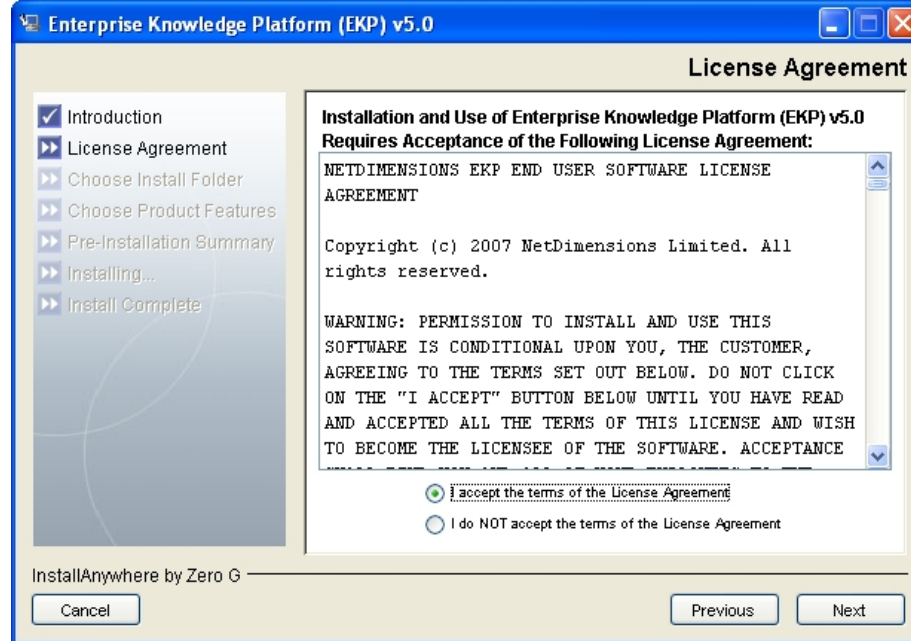 Enterprise Knowledge Platform (EKP) v5.0
License Agreement
Introduction
License Agreement
Choose Install Folder
Choose Product Features
Pre-Installation Summary
Installing...
Install Complete
Installation and Use of Enterprise Knowledge Platform (EKP) v5.0
Requires Acceptance of the Following License Agreement:
NETDIMENSIONS EKP END USER SOFTWARE LICENSE
AGREEMENT
Copyright (c) 2007 NetDimensions Limited. All
rights reserved.
WARNING: PERMISSION TO INSTALL AND USE THIS
SOFTWARE IS CONDITIONAL UPON YOU, THE CUSTOMER,
AGREEING TO THE TERMS SET OUT BELOW. DO NOT CLICK
ON THE "I ACCEPT" BUTTON BELOW UNTIL YOU HAVE READ
AND ACCEPTED ALL THE TERMS OF THIS LICENSE AND WISH
TO BECOME THE LICENSEE OF THE SOFTWARE. ACCEPTANCE
I accept the terms of the License Agreement
I do NOT accept the terms of the License Agreement
InstallAnywhere by Zero G
Cancel
Previous
Next